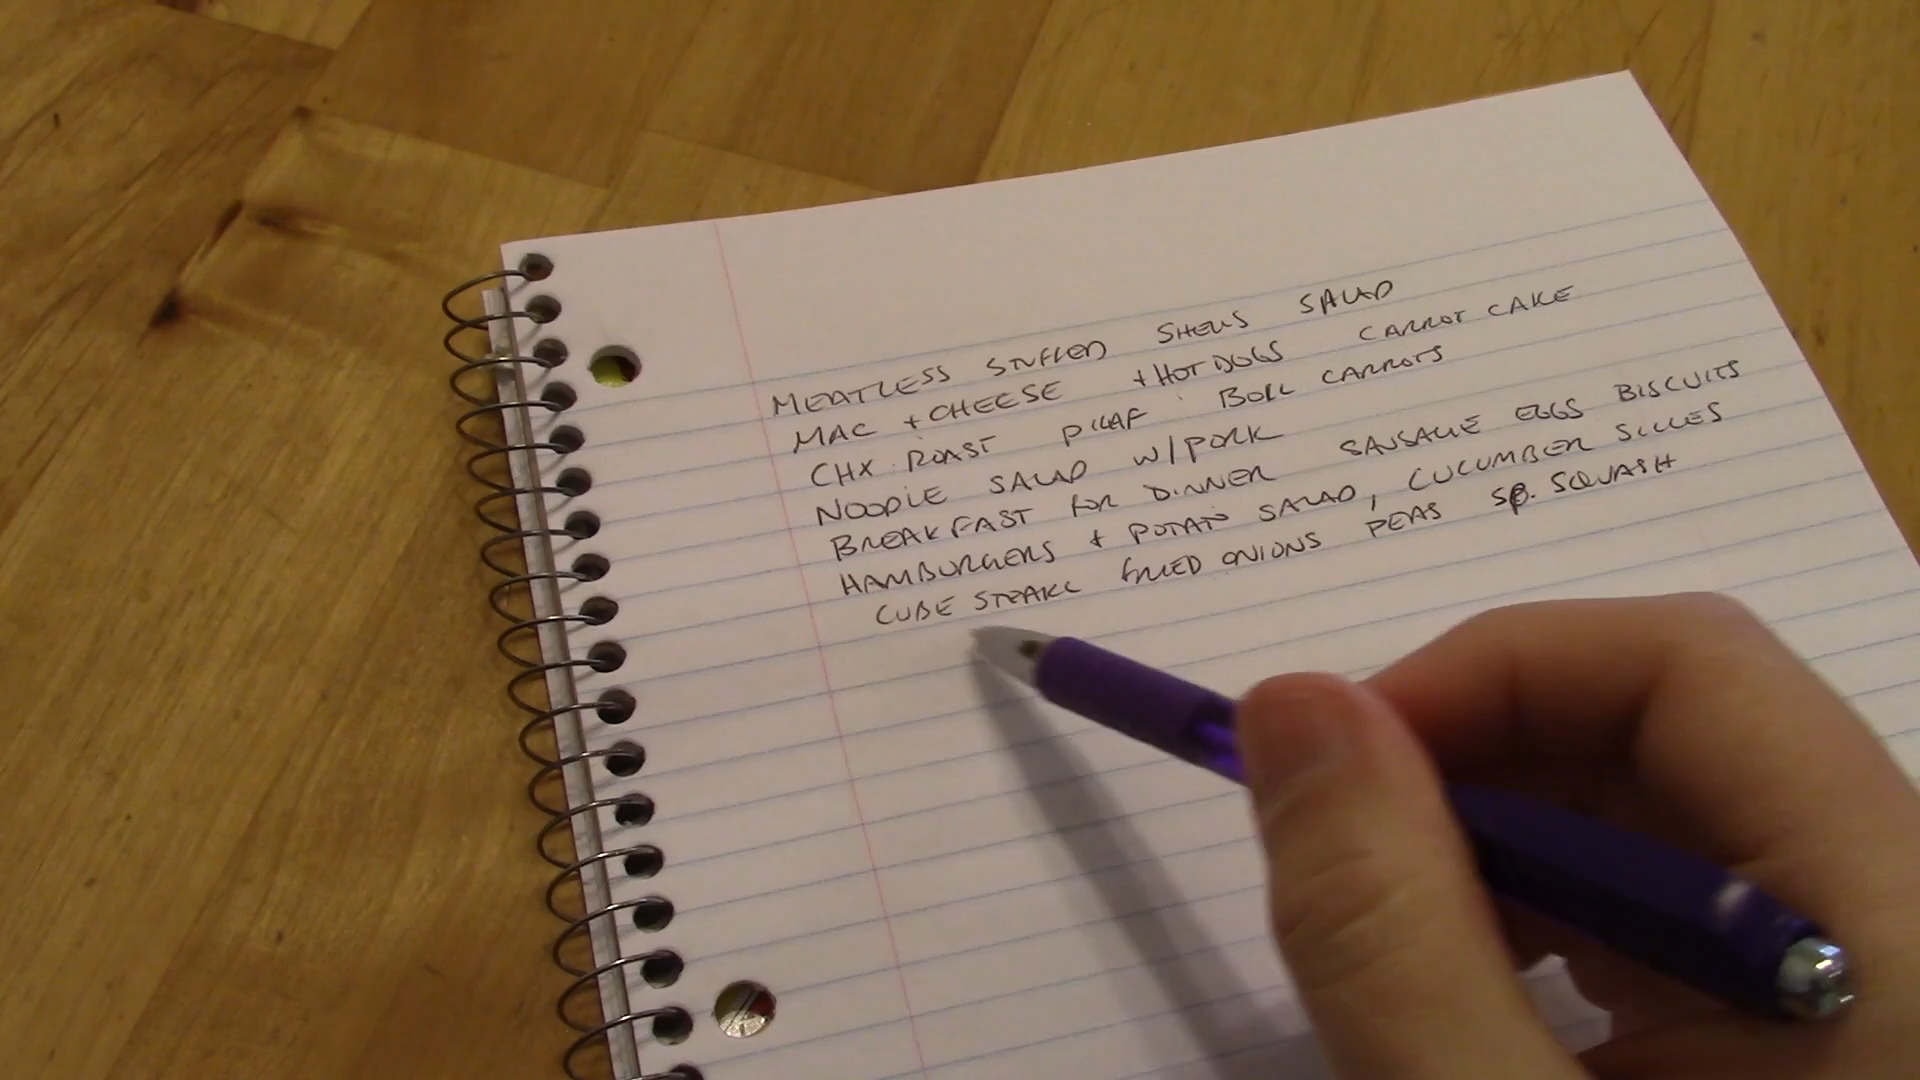 MEATLESS STUFFED SHELLS SALAD
MAC + CHEESE + HOT DOGS CARROT CAKE
CHX ROAST PILAF BOIL CARROTS
NOODLE SALAD W/PORK
BREAKFAST FOR DINNER SAUSAGE EGGS BISCUITS
HAMBURGERS + POTATO SALAD, CUCUMBER SLICES
CUBE STEAK FRIED ONIONS PEAS SP. SQUASH